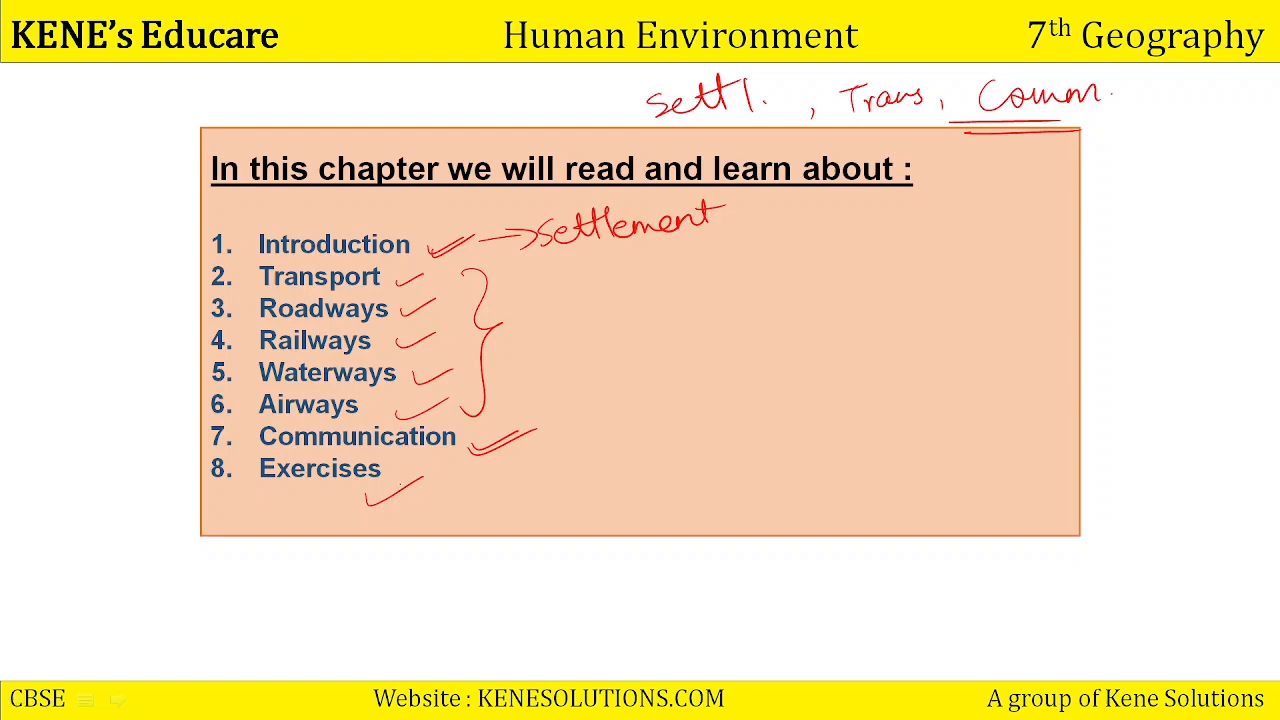 KENE's Educare Human Environment 7th Geography
Settl. , Trans, Comm.
In this chapter we will read and learn about :
1. Introduction → Settlement
2. Transport
3. Roadways
4. Railways
5. Waterways
6. Airways
7. Communication
8. Exercises
CBSE Website : KENESOLUTIONS.COM A group of Kene Solutions